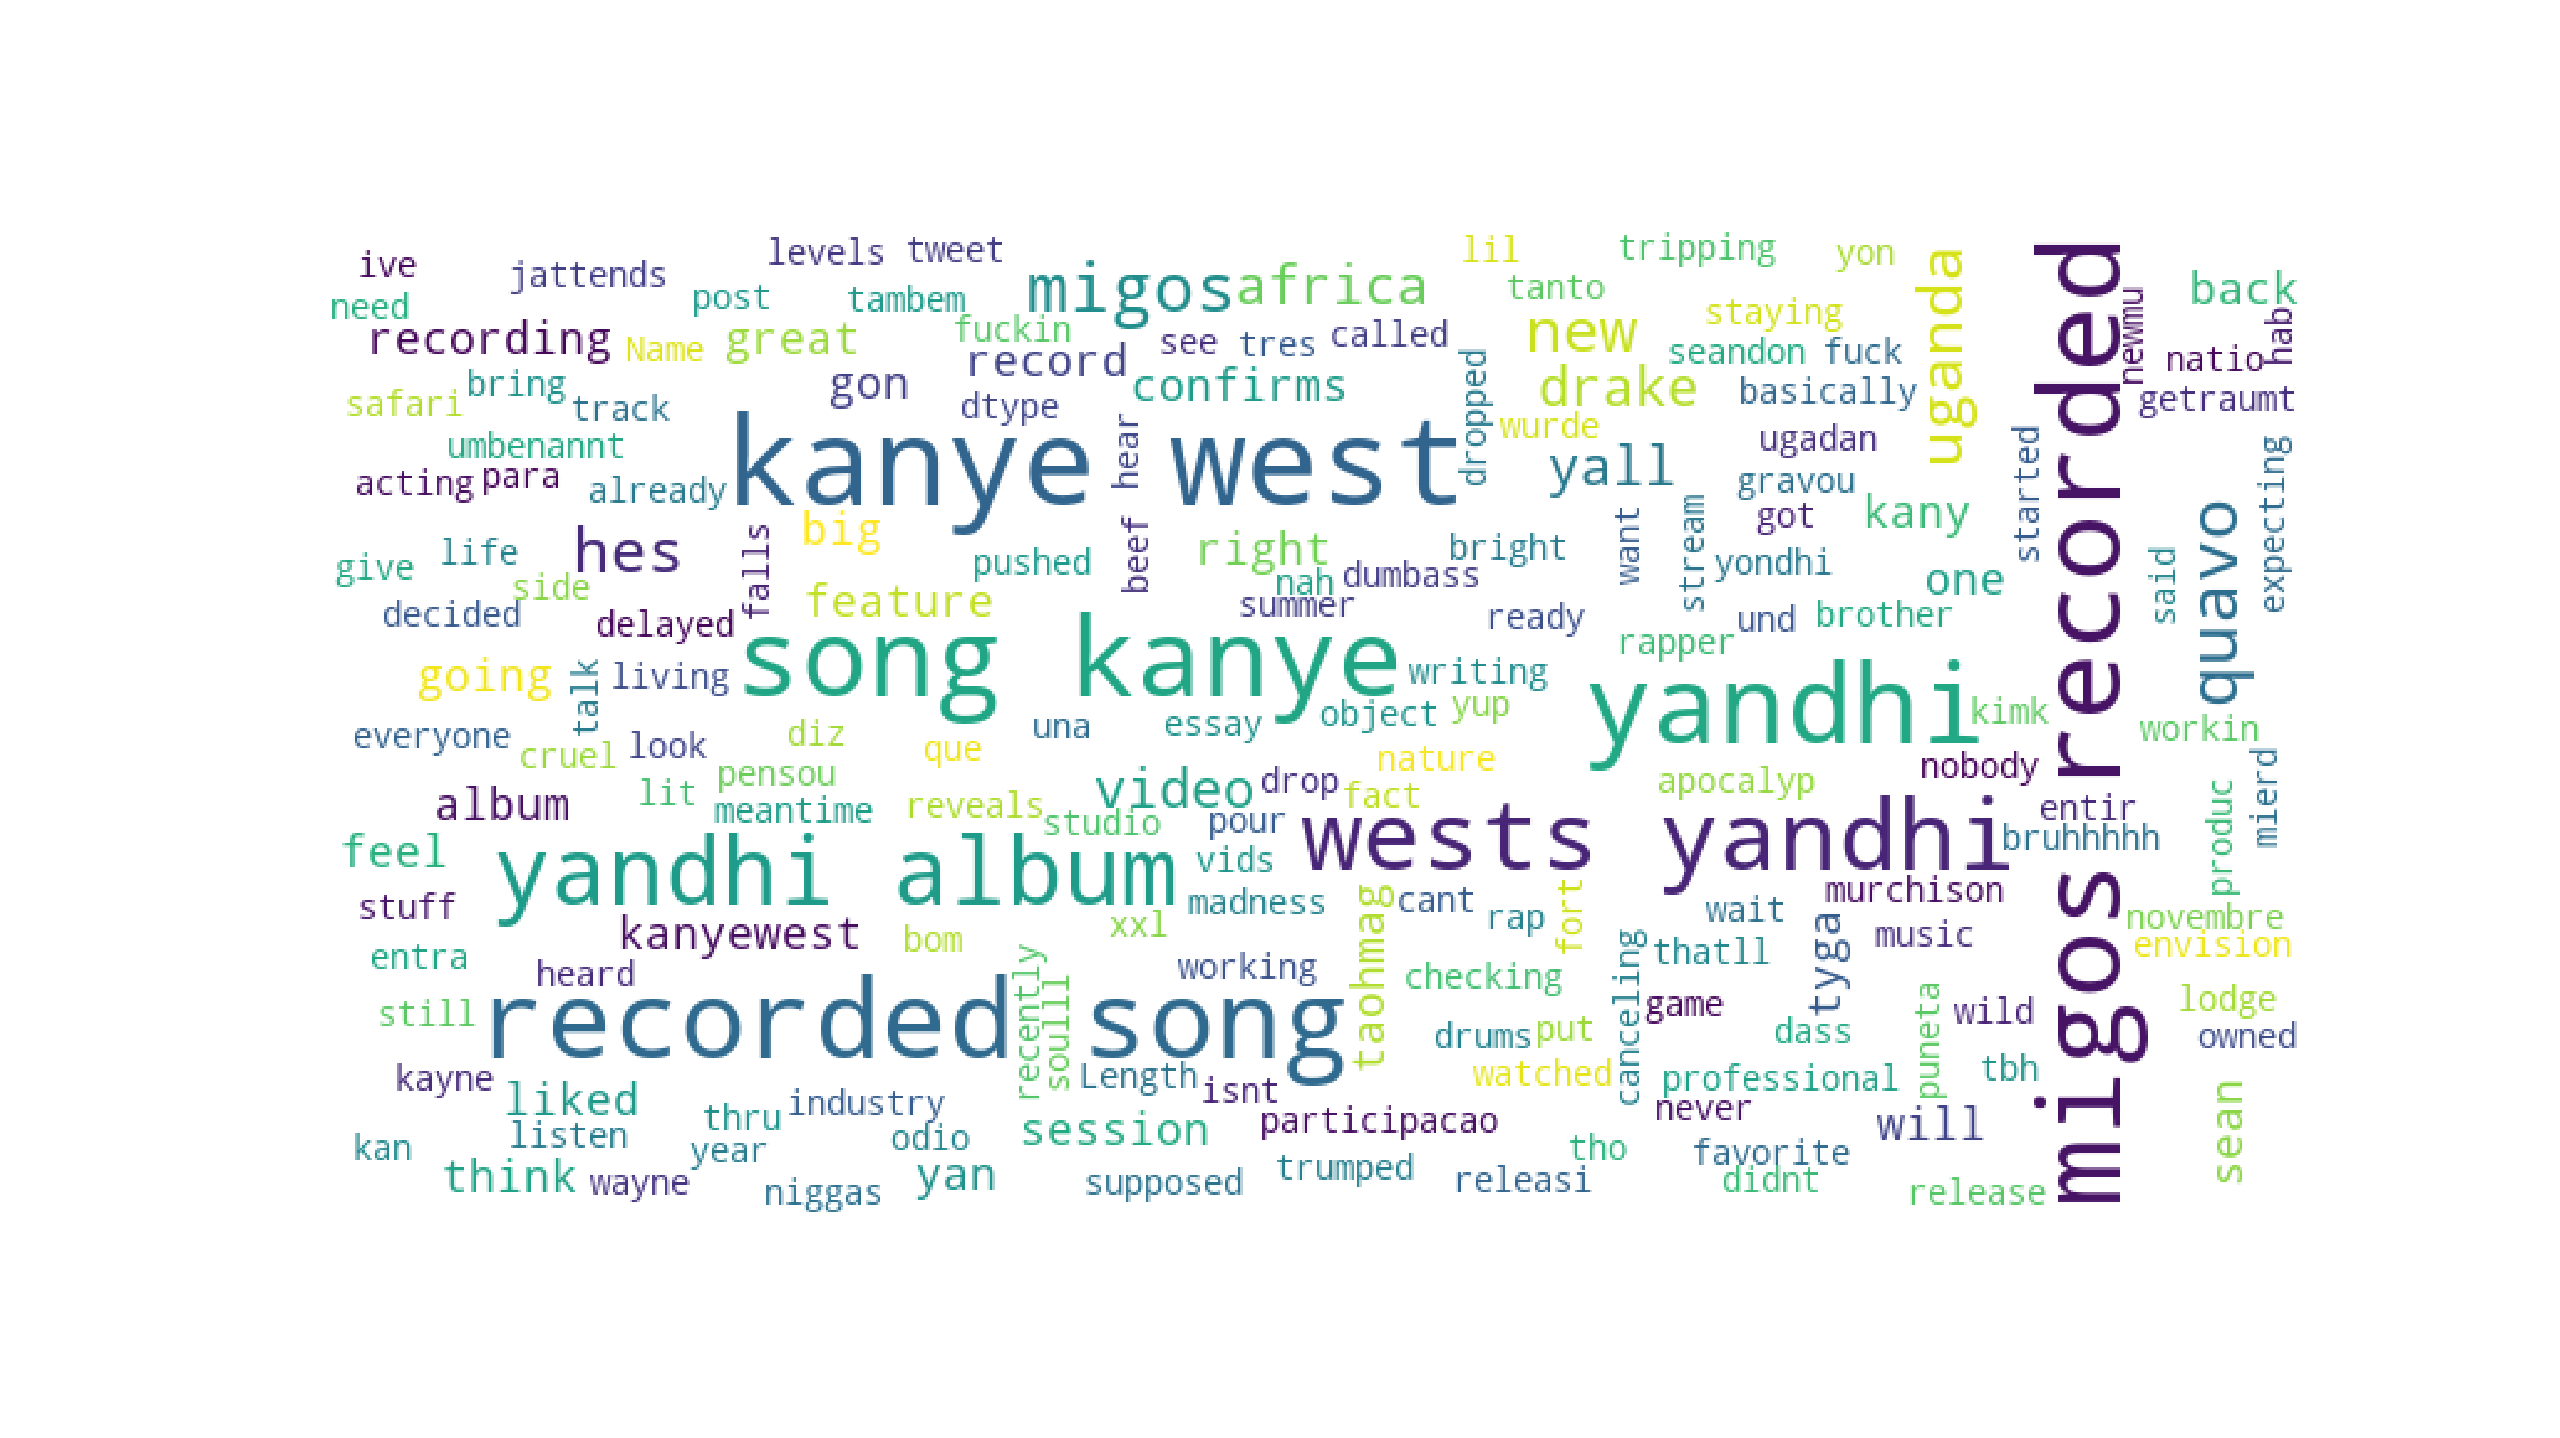 ive
jattends
levels
tweet
lil
tripping
yon
need
post
tambem
migos
africa
tanto
staying
uganda
migos recorded
newmu
back
recording
Name
great
fuckin
record
see
tres
called
new
seandon
fuck
natio
hab
safari
bring
track
gon
dtype
confirms
drake
basically
getraumt
umbenannt
kanye west
hear
dropped
wurde
ugadan
started
expecting
acting
para
already
yall
gravou
got
kany
hes
falls
big
beef
right
bright
want
stream
quavo
give
life
side
pushed
nah
dumbass
yondhi
one
said
decided
delayed
feature
summer
ready
und
brother
going
talk
living
song kanye
writing
rapper
yandhi
kimk
everyone
cruel
look
diz
que
una
essay
object
yup
workin
album
lit
pensou
meantime
reveals
video
drop
nature
fact
apocalyp
nobody
mierd
feel
studio
pour
wests yandhi
entir
bruhhhhh
produc
stuff
yandhi album
vids
madness
taohmag
cant
rap
fort
wait
murchison
novembre
kanyewest
bom
xxl
thatll
tyga
music
envision
entra
heard
recently
soulll
working
checking
canceling
game
puneta
wild
lodge
still
recorded song
drums
put
dass
owned
kayne
liked
thru
industry
Length
isnt
watched
professional
never
tbh
sean
kan
listen
year
odio
session
participacao
tho
favorite
will
think
wayne
niggas
yan
supposed
trumped
releasi
didnt
release